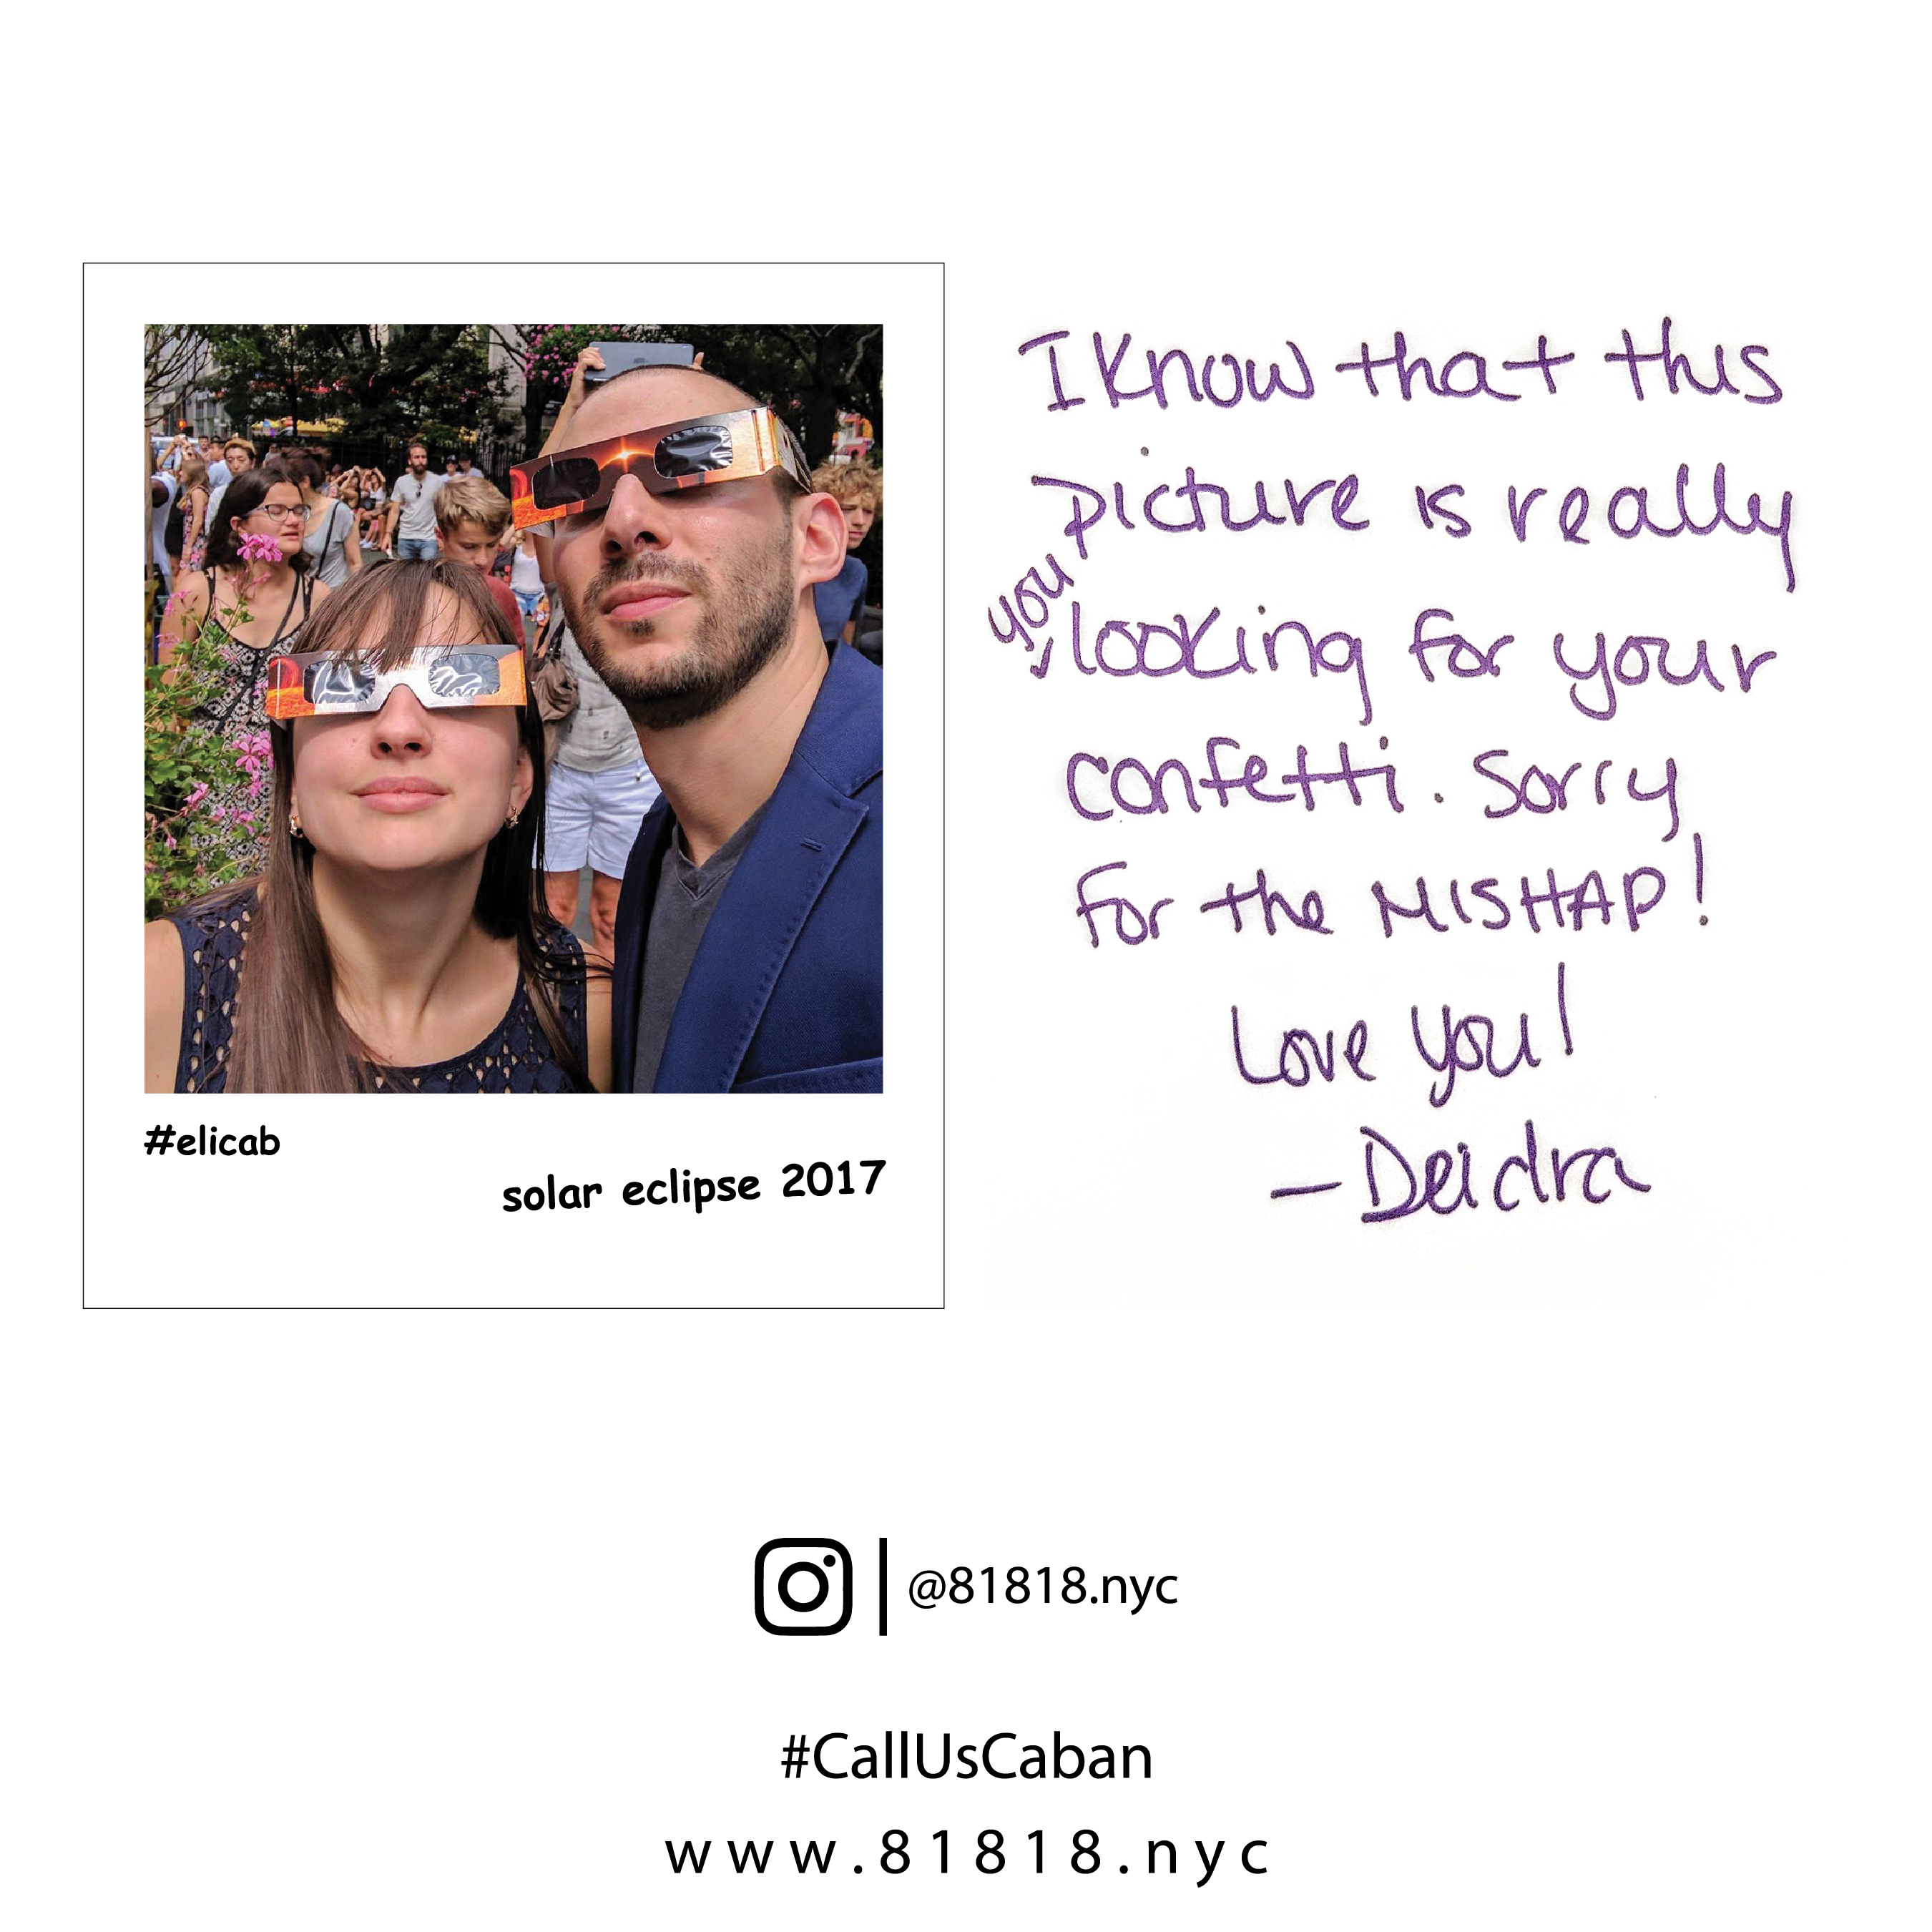 #elicab
solar eclipse 2017
I know that this
picture is really
you
looking for your
confetti. Sorry
for the MISHAP!
Love you!
—Deidra
@81818.nyc
#CallUsCaban
www.81818.nyc